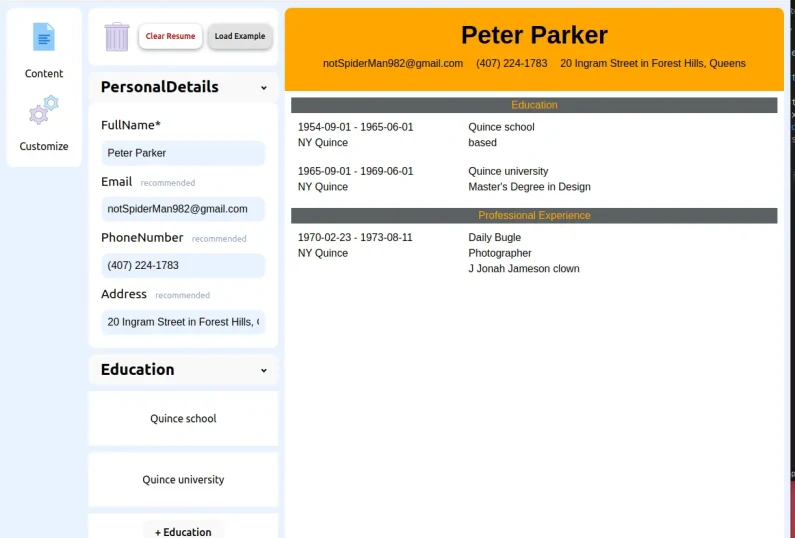 Content
Customize
Clear Resume
Load Example
PersonalDetails
FullName*
Peter Parker
Email recommended
notSpiderMan982@gmail.com
PhoneNumber recommended
(407) 224-1783
Address recommended
20 Ingram Street in Forest Hills,
Education
Quince school
Quince university
+ Education
Peter Parker
notSpiderMan982@gmail.com (407) 224-1783 20 Ingram Street in Forest Hills, Queens
Education
1954-09-01 - 1965-06-01 Quince school
NY Quince based
1965-09-01 - 1969-06-01 Quince university
NY Quince Master's Degree in Design
Professional Experience
1970-02-23 - 1973-08-11 Daily Bugle
NY Quince Photographer
J Jonah Jameson clown